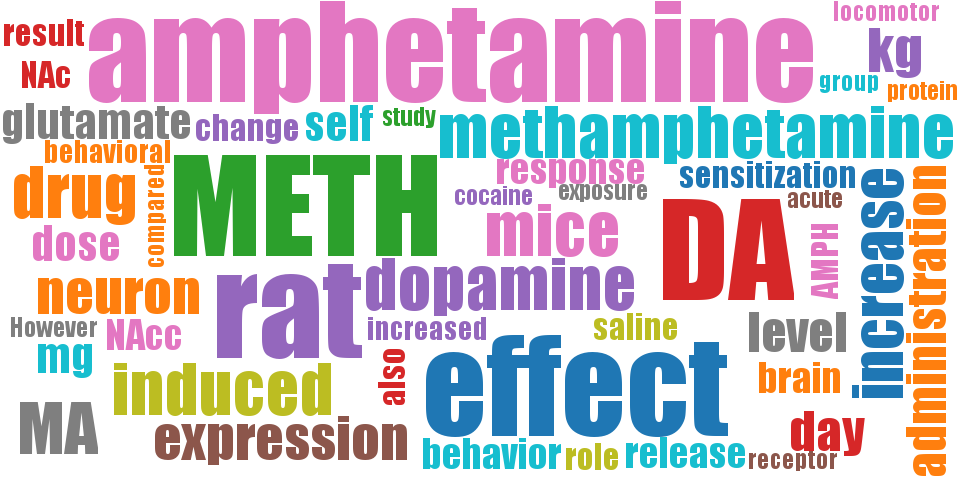 amphetamine
locomotor
result
kg
NAc
group
protein
glutamate
change
self
study
methamphetamine
behavioral
METH
response
sensitization
drug
compared
cocaine
exposure
acute
increase
administration
DA
mice
dose
AMPH
neuron
rat
dopamine
However
NAcc
increased
saline
level
mg
also
effect
induced
brain
MA
expression
day
behavior
role
release
receptor